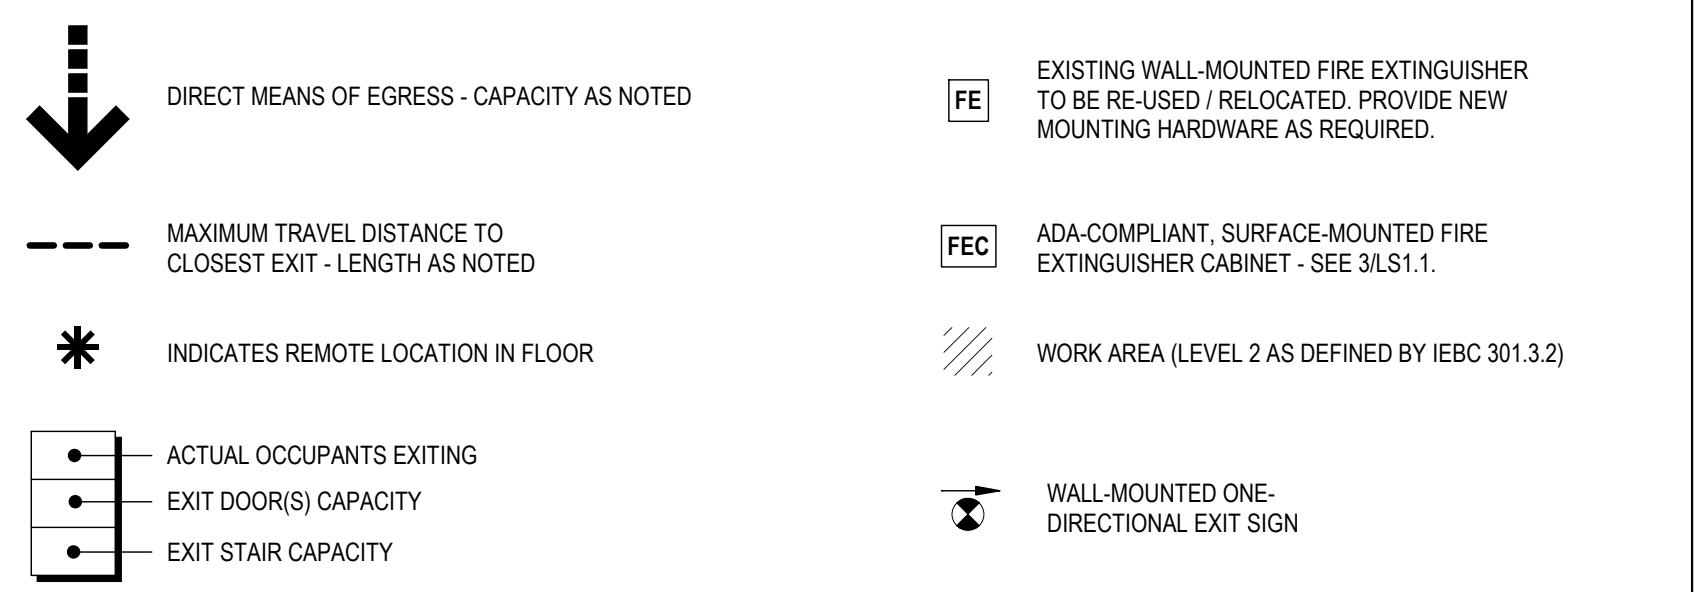 DIRECT MEANS OF EGRESS - CAPACITY AS NOTED
MAXIMUM TRAVEL DISTANCE TO
CLOSEST EXIT - LENGTH AS NOTED
INDICATES REMOTE LOCATION IN FLOOR
ACTUAL OCCUPANTS EXITING
EXIT DOOR(S) CAPACITY
EXIT STAIR CAPACITY
FE
EXISTING WALL-MOUNTED FIRE EXTINGUISHER
TO BE RE-USED / RELOCATED. PROVIDE NEW
MOUNTING HARDWARE AS REQUIRED.
FEC
ADA-COMPLIANT, SURFACE-MOUNTED FIRE
EXTINGUISHER CABINET - SEE 3/LS1.1.
WORK AREA (LEVEL 2 AS DEFINED BY IEBC 301.3.2)
WALL-MOUNTED ONE-
DIRECTIONAL EXIT SIGN